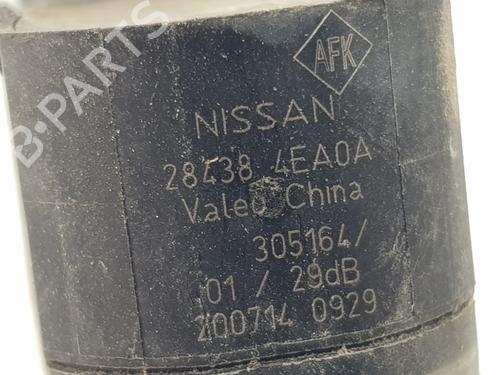 AFK
NISSAN
28438 4EA0A
Valeo China
305164/
01 / 29dB
200714 0929
B-PARTS